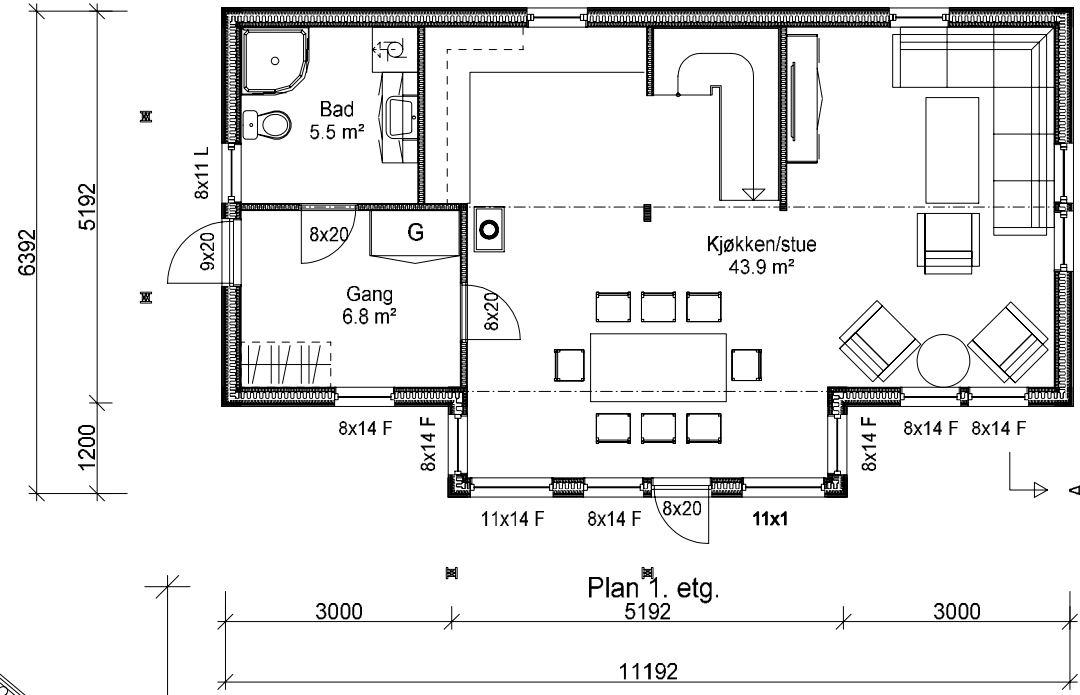 Bad
5.5 m²
8x11 L
5192
6392
9x20
8x20
G
Kjøkken/stue
43.9 m²
Gang
6.8 m²
8x20
1200
8x14 F
8x14 F
8x14 F
8x14 F
8x14 F
11x14 F
8x14 F
8x20
11x1
A
Plan 1. etg.
3000
5192
3000
11192